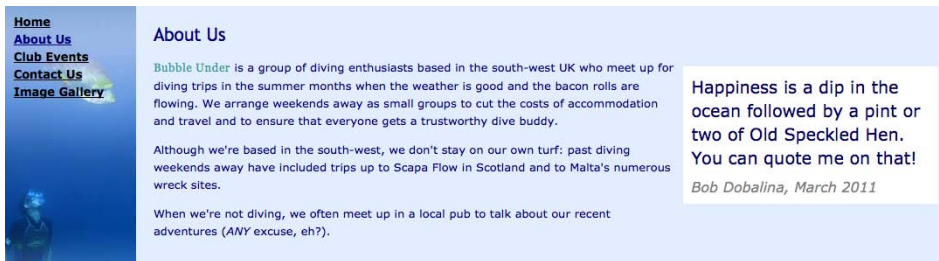 Home
About Us
Club Events
Contact Us
Image Gallery
About Us
Bubble Under is a group of diving enthusiasts based in the south-west UK who meet up for
diving trips in the summer months when the weather is good and the bacon rolls are
flowing. We arrange weekends away as small groups to cut the costs of accommodation
and travel and to ensure that everyone gets a trustworthy dive buddy.
Although we're based in the south-west, we don't stay on our own turf: past diving
weekends away have included trips up to Scapa Flow in Scotland and to Malta's numerous
wreck sites.
When we're not diving, we often meet up in a local pub to talk about our recent
adventures (ANY excuse, eh?).
Happiness is a dip in the
ocean followed by a pint or
two of Old Speckled Hen.
You can quote me on that!
Bob Dobalina, March 2011